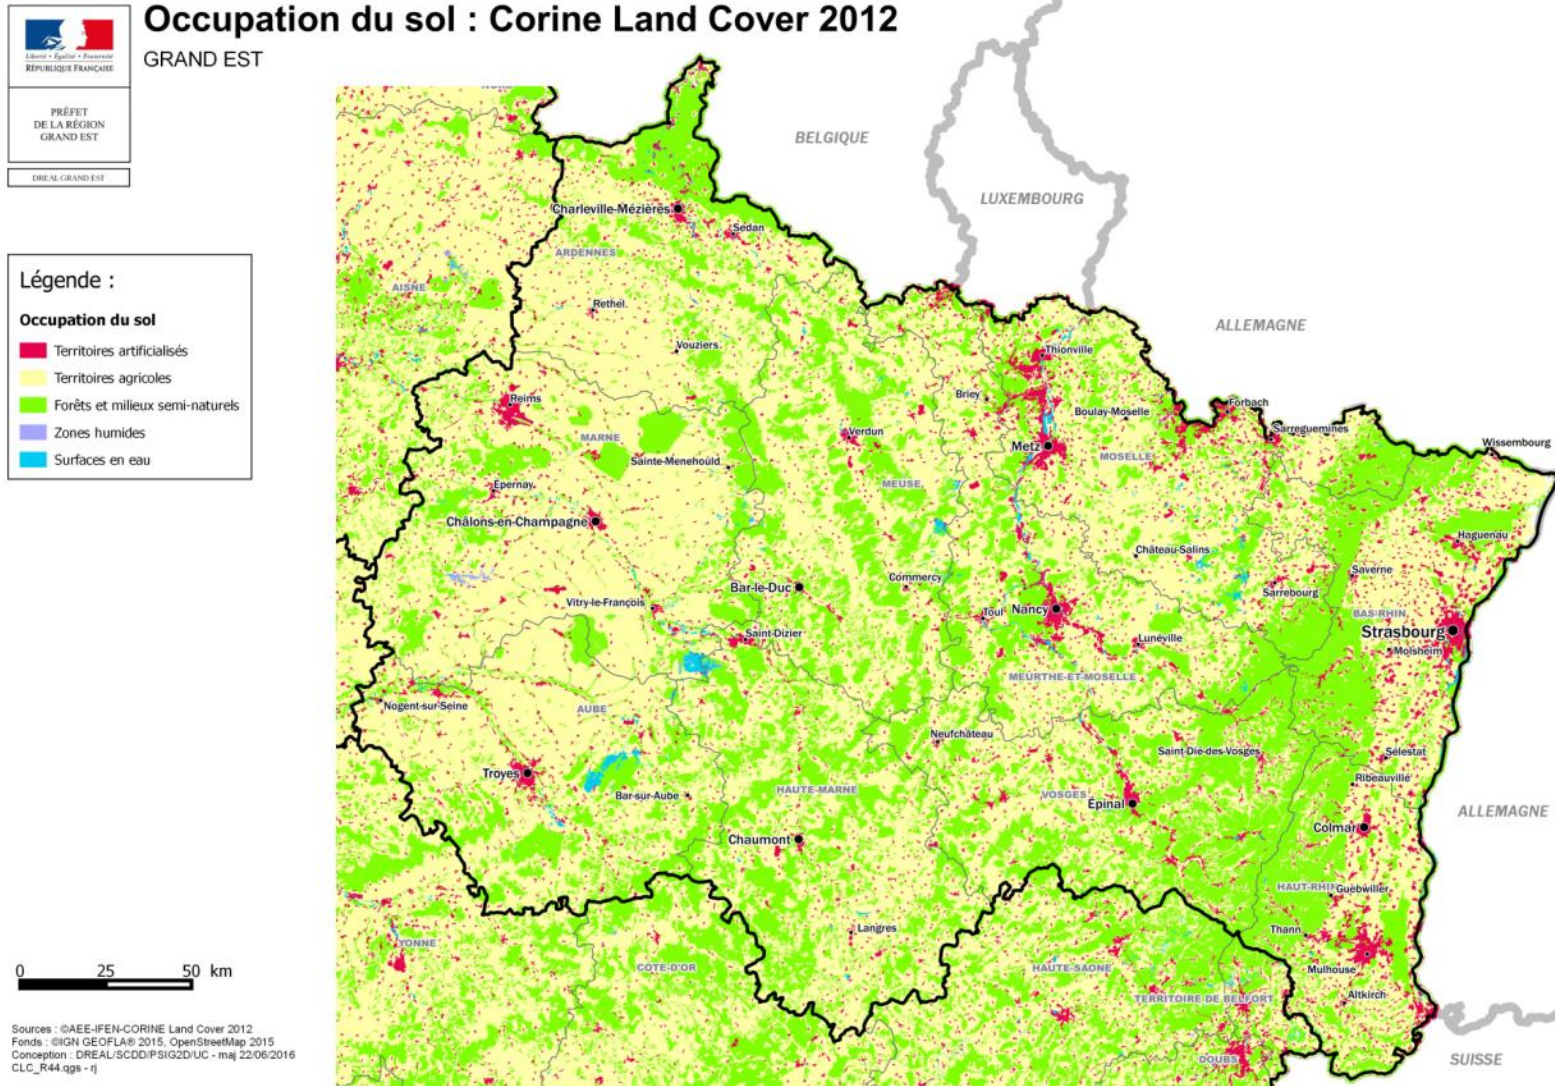 Occupation du sol : Corine Land Cover 2012
GRAND EST
Liberté • Égalité • Fraternité
RÉPUBLIQUE FRANÇAISE
PRÉFET
DE LA RÉGION
GRAND EST
DREAL GRAND EST
Légende :
Occupation du sol
Territoires artificialisés
Territoires agricoles
Forêts et milieux semi-naturels
Zones humides
Surfaces en eau
BELGIQUE
LUXEMBOURG
ALLEMAGNE
Charleville-Mézières
Sedan
ARDENNES
AISNE
Rethel
Vouziers
Thionville
Briey
Reims
Boulay-Moselle
Forbach
Sarreguemines
Wissembourg
MARNE
Verdun
Metz
MOSELLE
Sainte-Menehould
MEUSE
Épernay
Châlons-en-Champagne
Haguenau
Château-Salins
Saverne
Commercy
Bar-le-Duc
Sarrebourg
Vitry-le-François
Toul
Nancy
BAS-RHIN
Strasbourg
Saint-Dizier
Lunéville
Molsheim
MEURTHE-ET-MOSELLE
Nogent-sur-Seine
AUBE
Neufchâteau
Saint-Dié-des-Vosges
Sélestat
Troyes
Ribeauvillé
Bar-sur-Aube
HAUTE-MARNE
VOSGES
Épinal
ALLEMAGNE
Chaumont
Colmar
HAUT-RHIN
Guebwiller
Langres
Thann
YONNE
COTE-D'OR
HAUTE-SAONE
Mulhouse
TERRITOIRE DE BELFORT
Altkirch
DOUBS
SUISSE
0 25 50 km
Sources : ©AEE-IFEN-CORINE Land Cover 2012
Fonds : ©IGN GEOFLA® 2015, OpenStreetMap 2015
Conception : DREAL/SCDD/PSIG2D/UC - maj 22/06/2016
CLC_R44.qgs - rj